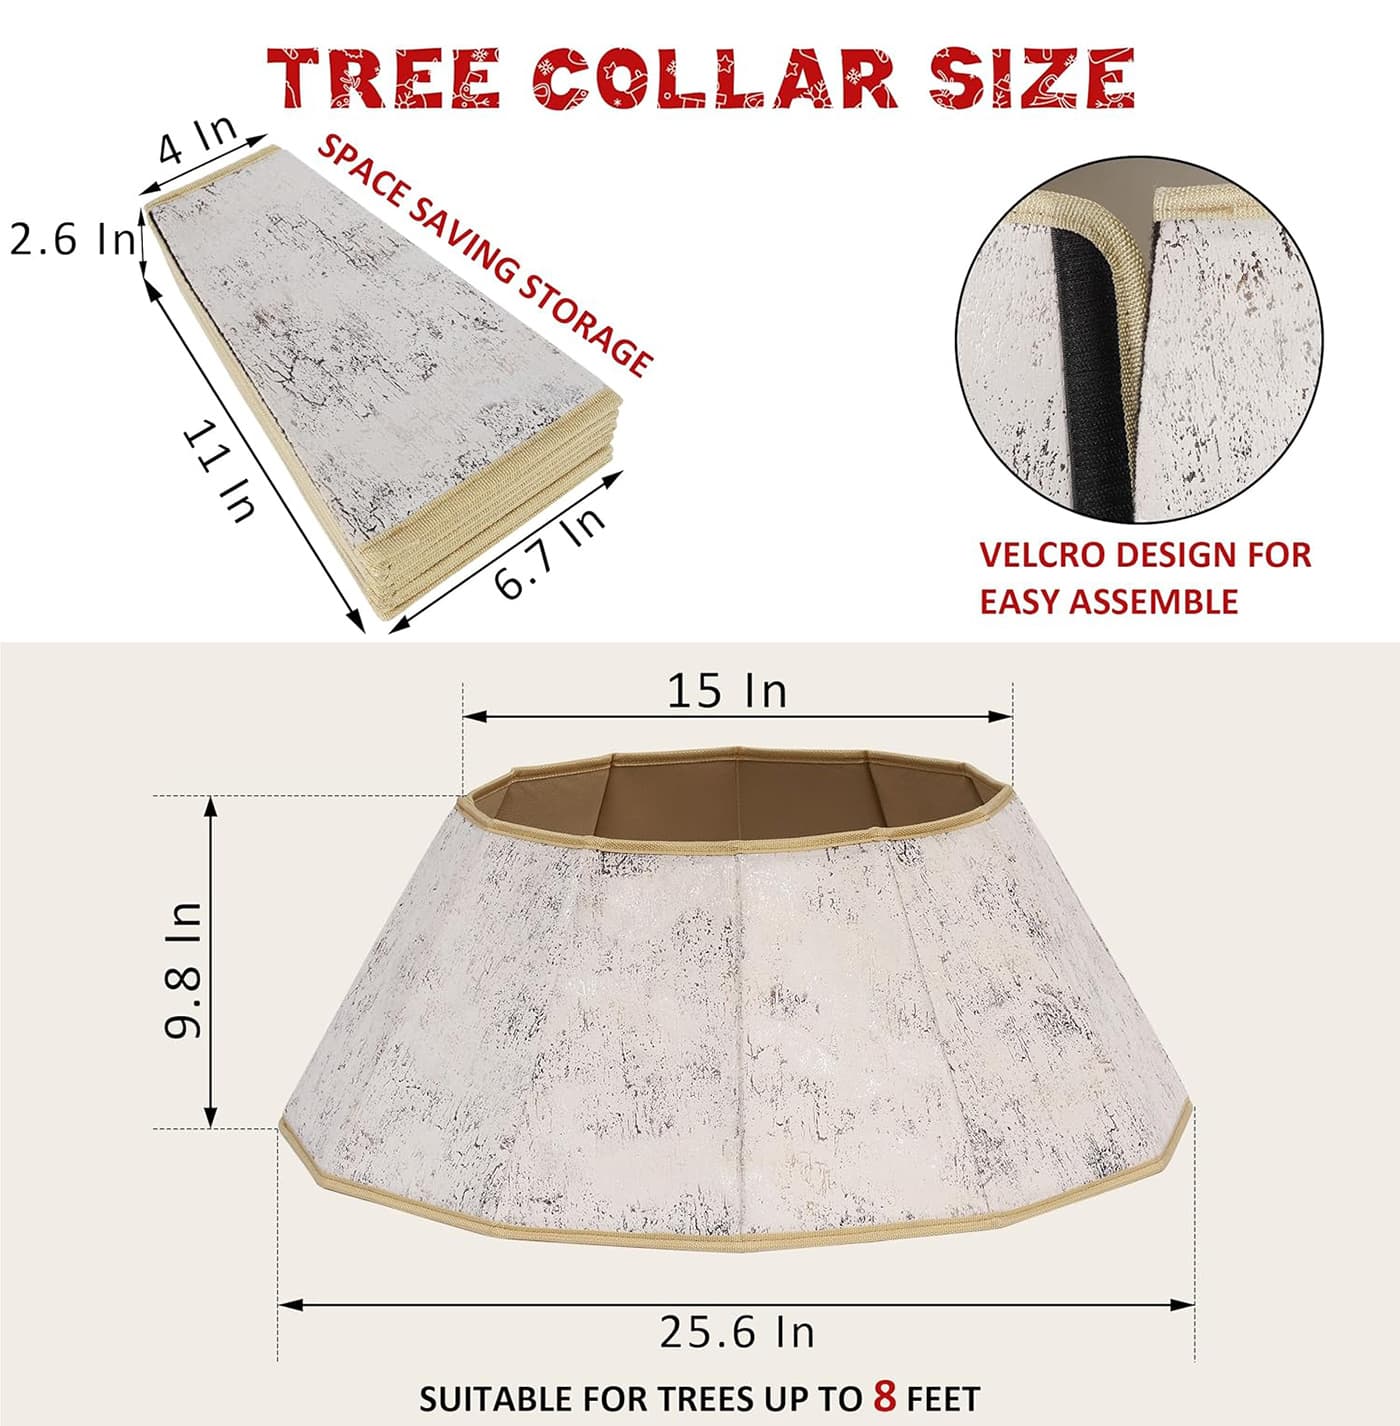 TREE COLLAR SIZE
4 In
SPACE SAVING STORAGE
2.6 In
11 In
6.7 In
VELCRO DESIGN FOR
EASY ASSEMBLE
15 In
9.8 In
25.6 In
SUITABLE FOR TREES UP TO 8 FEET